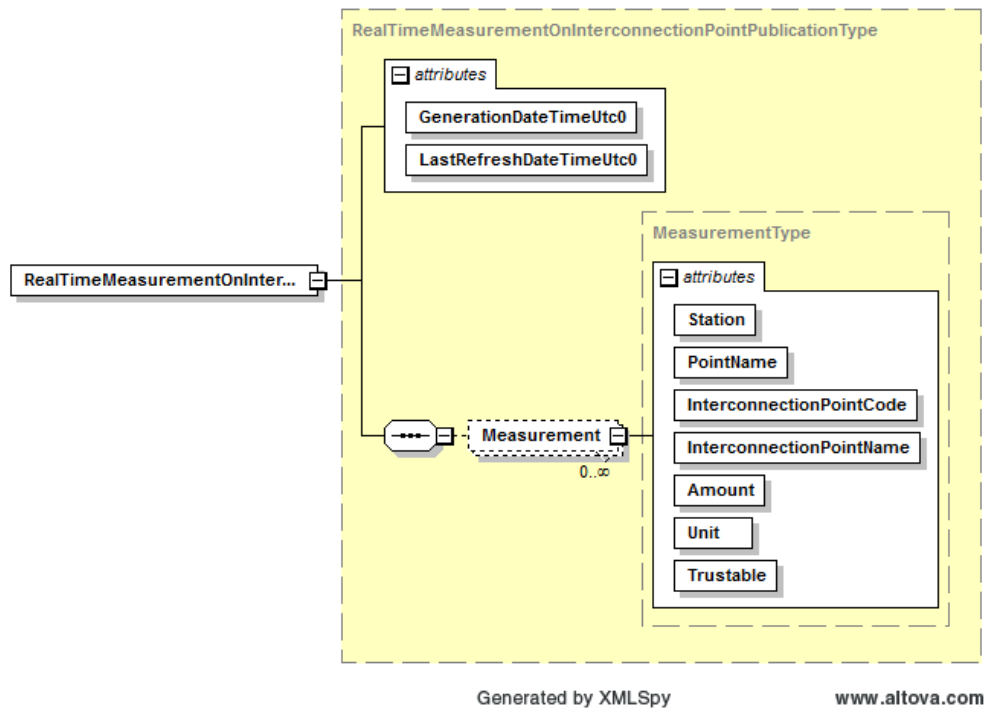 RealTimeMeasurementOnInterconnectionPointPublicationType
attributes
GenerationDateTimeUtc0
LastRefreshDateTimeUtc0
MeasurementType
RealTimeMeasurementOnInter...
attributes
Station
PointName
InterconnectionPointCode
Measurement
InterconnectionPointName
0..∞
Amount
Unit
Trustable
Generated by XMLSpy www.altova.com